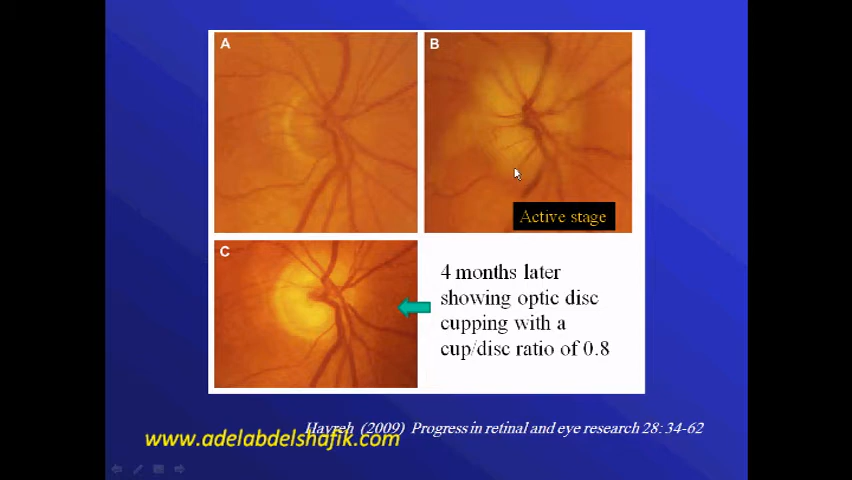 A
B
Active stage
C
4 months later
showing optic disc
cupping with a
cup/disc ratio of 0.8
Hayreh (2009) Progress in retinal and eye research 28: 34-62
www.adelabdelshafik.com